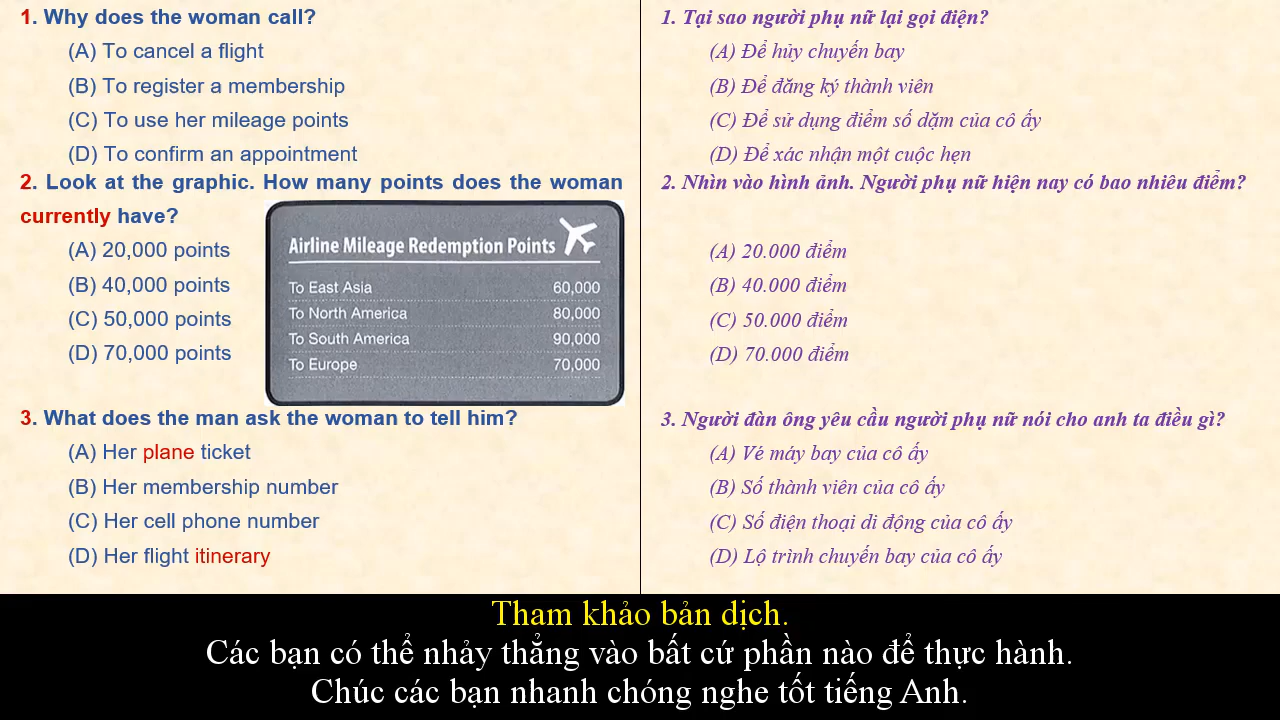 1. Why does the woman call?
(A) To cancel a flight
(B) To register a membership
(C) To use her mileage points
(D) To confirm an appointment
2. Look at the graphic. How many points does the woman
currently have?
(A) 20,000 points
(B) 40,000 points
(C) 50,000 points
(D) 70,000 points
Airline Mileage Redemption Points
To East Asia 60,000
To North America 80,000
To South America 90,000
To Europe 70,000
3. What does the man ask the woman to tell him?
(A) Her plane ticket
(B) Her membership number
(C) Her cell phone number
(D) Her flight itinerary
1. Tại sao người phụ nữ lại gọi điện?
(A) Để hủy chuyến bay
(B) Để đăng ký thành viên
(C) Để sử dụng điểm số dặm của cô ấy
(D) Để xác nhận một cuộc hẹn
2. Nhìn vào hình ảnh. Người phụ nữ hiện nay có bao nhiêu điểm?
(A) 20.000 điểm
(B) 40.000 điểm
(C) 50.000 điểm
(D) 70.000 điểm
3. Người đàn ông yêu cầu người phụ nữ nói cho anh ta điều gì?
(A) Vé máy bay của cô ấy
(B) Số thành viên của cô ấy
(C) Số điện thoại di động của cô ấy
(D) Lộ trình chuyến bay của cô ấy
Tham khảo bản dịch.
Các bạn có thể nhảy thẳng vào bất cứ phần nào để thực hành.
Chúc các bạn nhanh chóng nghe tốt tiếng Anh.